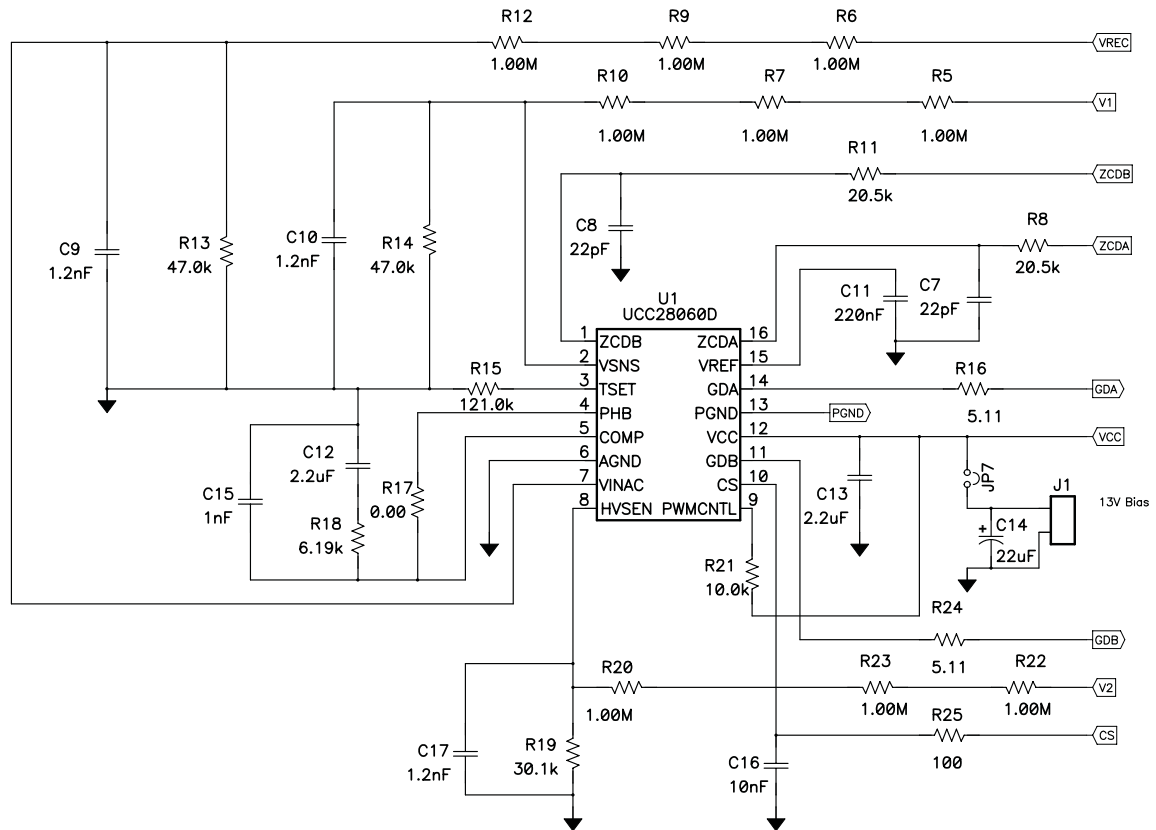 R12 R9 R6
VREC
1.00M 1.00M 1.00M
R10 R7 R5
V1
1.00M 1.00M 1.00M
R11
ZCDB
20.5k
C8
22pF
R8
ZCDA
20.5k
C9
1.2nF
R13
47.0k
C10
1.2nF
R14
47.0k
C11
220nF
C7
22pF
U1
UCC28060D
1 ZCDB ZCDA 16
2 VSNS VREF 15
3 TSET GDA 14
4 PHB PGND 13
5 COMP VCC 12
6 AGND GDB 11
7 VINAC CS 10
8 HVSEN PWMCNTL 9
R15
121.0k
R16
5.11
GDA
PGND
VCC
C12
2.2uF
C15
1nF
R17
0.00
R18
6.19k
C13
2.2uF
JP7
J1
13V Bias
+ C14
22uF
R21
10.0k
R24
GDB
5.11
R20 R23 R22
V2
1.00M 1.00M 1.00M
R25
CS
100
C17
1.2nF
R19
30.1k
C16
10nF